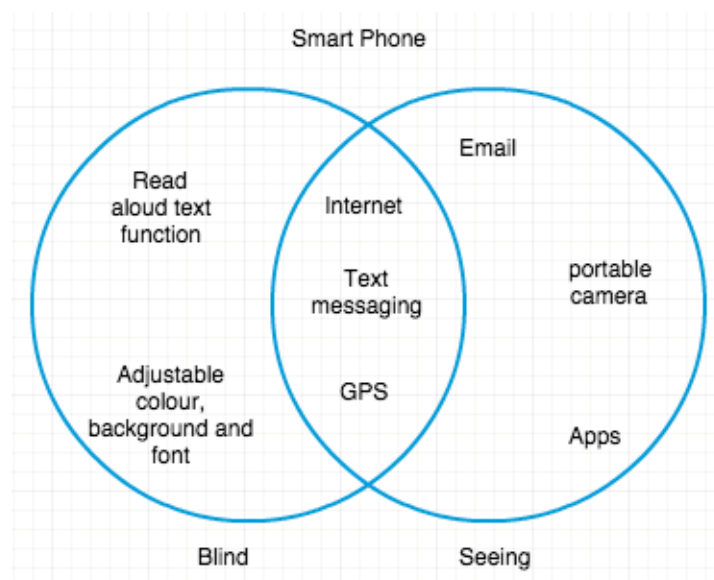 Smart Phone
Read
aloud text
function
Adjustable
colour,
background and
font
Internet
Text
messaging
GPS
Email
portable
camera
Apps
Blind
Seeing